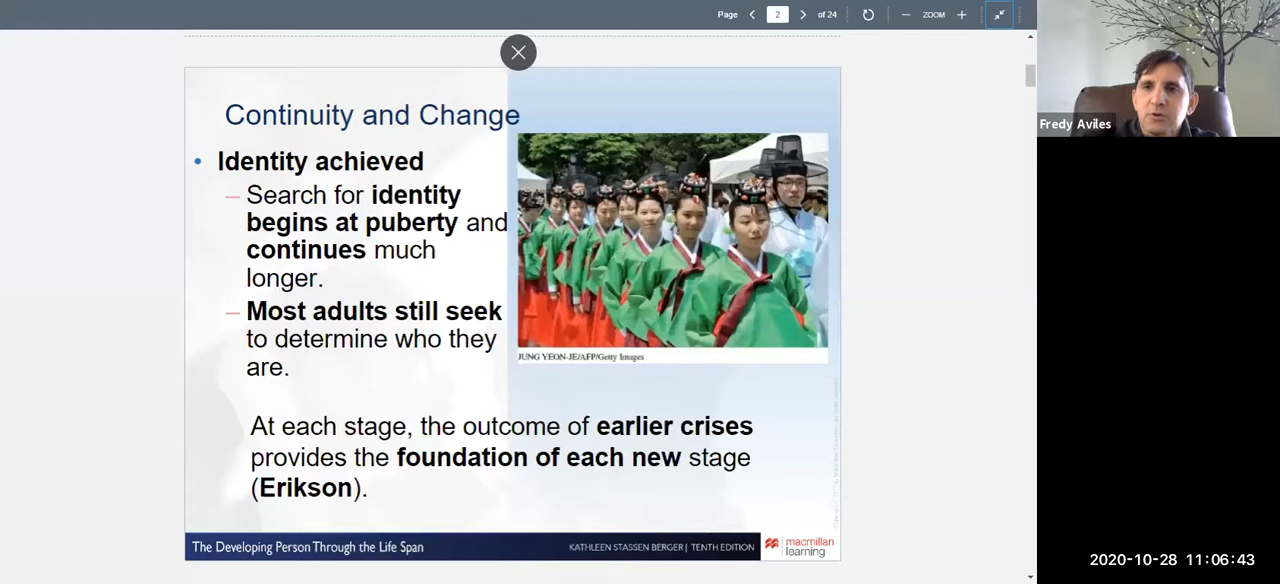 Page
2
of 24
ZOOM
Fredy Aviles
Continuity and Change
• Identity achieved
– Search for identity
begins at puberty and
continues much
longer.
– Most adults still seek
to determine who they
are.
JUNG YEON-JE/AFP/Getty Images
At each stage, the outcome of earlier crises
provides the foundation of each new stage
(Erikson).
The Developing Person Through the Life Span
KATHLEEN STASSEN BERGER | TENTH EDITION
macmillan
learning
2020-10-28 11:06:43